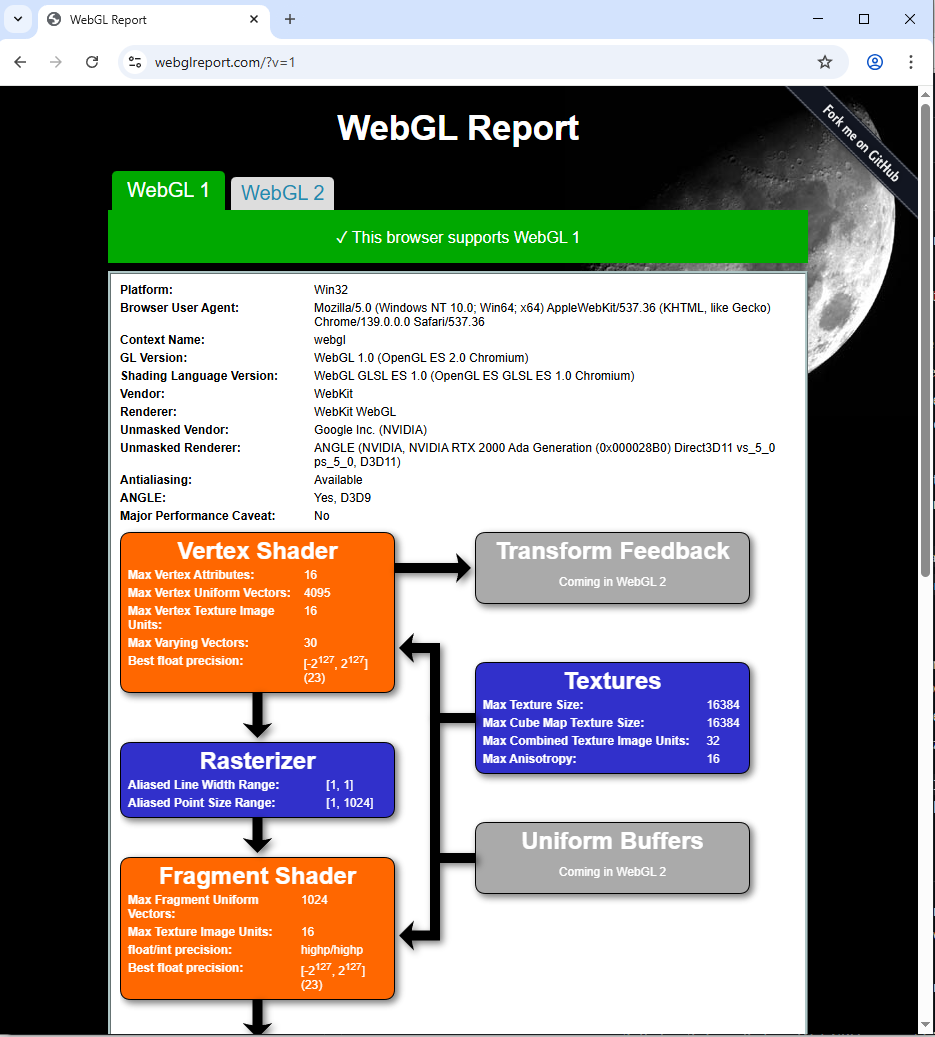 WebGL Report
webglreport.com/?v=1
Fork me on GitHub
WebGL Report
WebGL 1
WebGL 2
✓ This browser supports WebGL 1
Platform: Win32
Browser User Agent: Mozilla/5.0 (Windows NT 10.0; Win64; x64) AppleWebKit/537.36 (KHTML, like Gecko)
Chrome/139.0.0.0 Safari/537.36
Context Name: webgl
GL Version: WebGL 1.0 (OpenGL ES 2.0 Chromium)
Shading Language Version: WebGL GLSL ES 1.0 (OpenGL ES GLSL ES 1.0 Chromium)
Vendor: WebKit
Renderer: WebKit WebGL
Unmasked Vendor: Google Inc. (NVIDIA)
Unmasked Renderer: ANGLE (NVIDIA, NVIDIA RTX 2000 Ada Generation (0x000028B0) Direct3D11 vs_5_0
ps_5_0, D3D11)
Antialiasing: Available
ANGLE: Yes, D3D9
Major Performance Caveat: No
Vertex Shader
Max Vertex Attributes: 16
Max Vertex Uniform Vectors: 4095
Max Vertex Texture Image 16
Units:
Max Varying Vectors: 30
Best float precision: [-2^127, 2^127]
(23)
Transform Feedback
Coming in WebGL 2
Textures
Max Texture Size: 16384
Max Cube Map Texture Size: 16384
Max Combined Texture Image Units: 32
Max Anisotropy: 16
Rasterizer
Aliased Line Width Range: [1, 1]
Aliased Point Size Range: [1, 1024]
Uniform Buffers
Coming in WebGL 2
Fragment Shader
Max Fragment Uniform 1024
Vectors:
Max Texture Image Units: 16
float/int precision: highp/highp
Best float precision: [-2^127, 2^127]
(23)